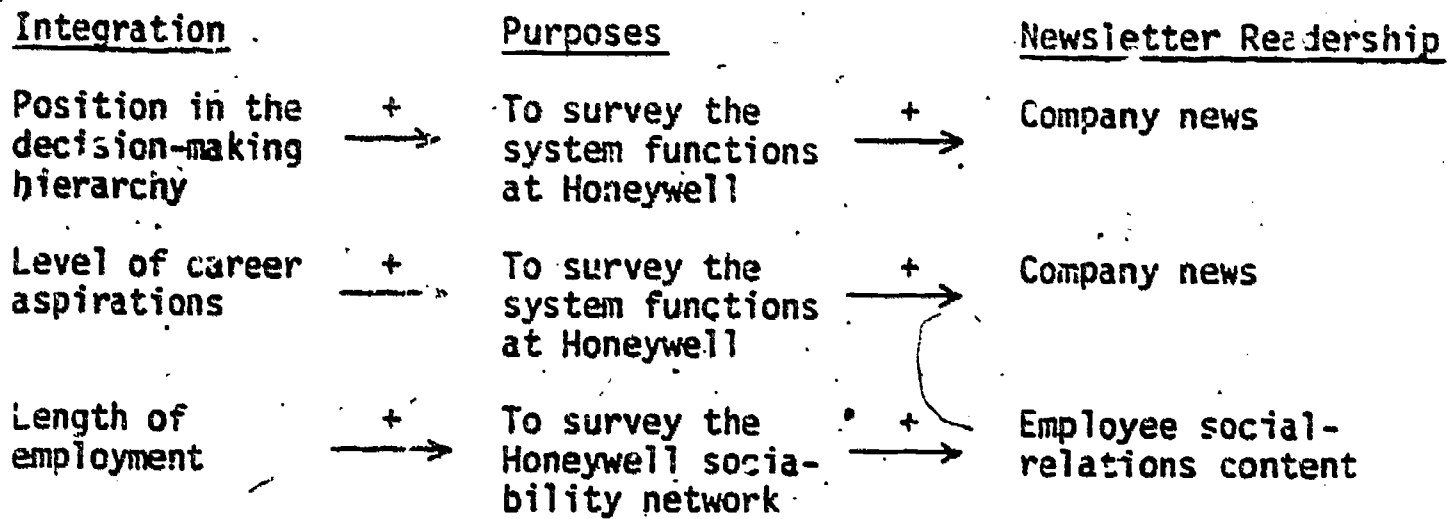 Integration Purposes Newsletter Readership
Position in the + To survey the + Company news
decision-making system functions
hierarchy at Honeywell
Level of career + To survey the + Company news
aspirations system functions
at Honeywell
Length of + To survey the + Employee social-
employment Honeywell socia- relations content
bility network